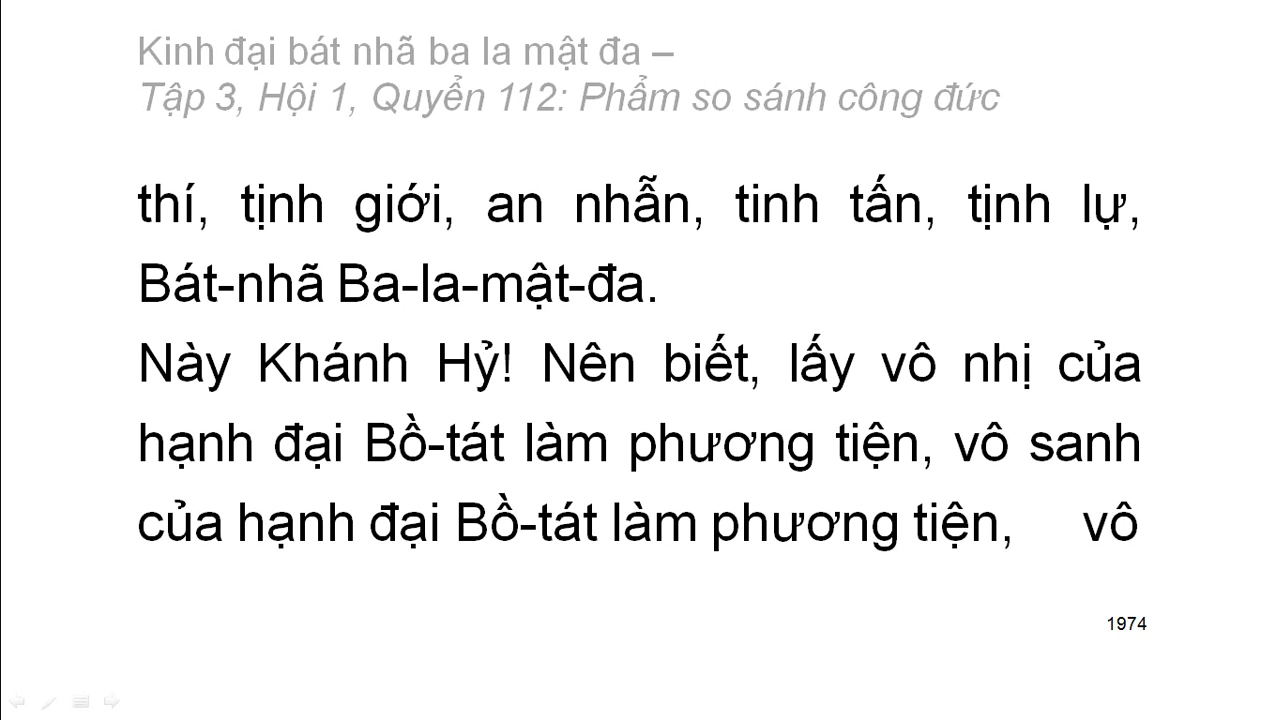 Kinh đại bát nhã ba la mật đa –
Tập 3, Hội 1, Quyển 112: Phẩm so sánh công đức
thí, tịnh giới, an nhẫn, tinh tấn, tịnh lự,
Bát-nhã Ba-la-mật-đa.
Này Khánh Hỷ! Nên biết, lấy vô nhị của
hạnh đại Bồ-tát làm phương tiện, vô sanh
của hạnh đại Bồ-tát làm phương tiện, vô
1974